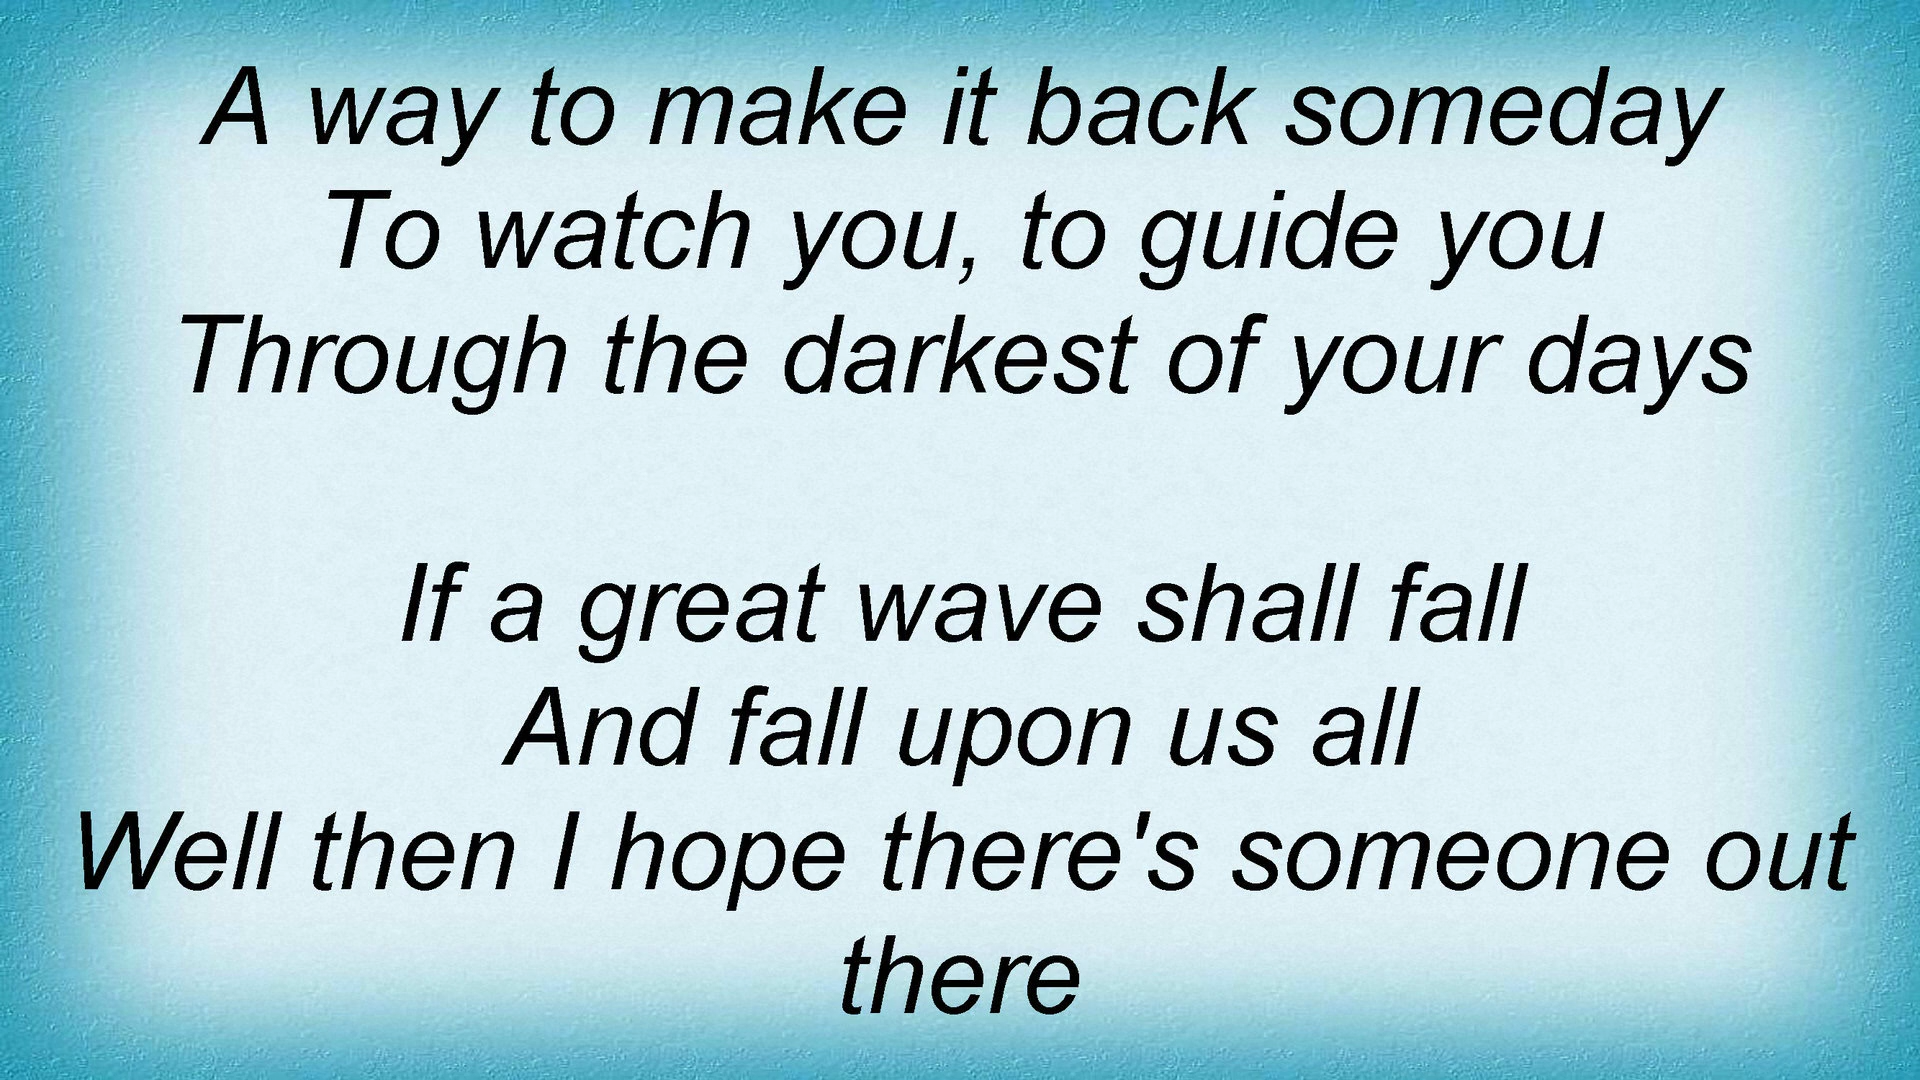 A way to make it back someday
To watch you, to guide you
Through the darkest of your days
If a great wave shall fall
And fall upon us all
Well then I hope there's someone out
there